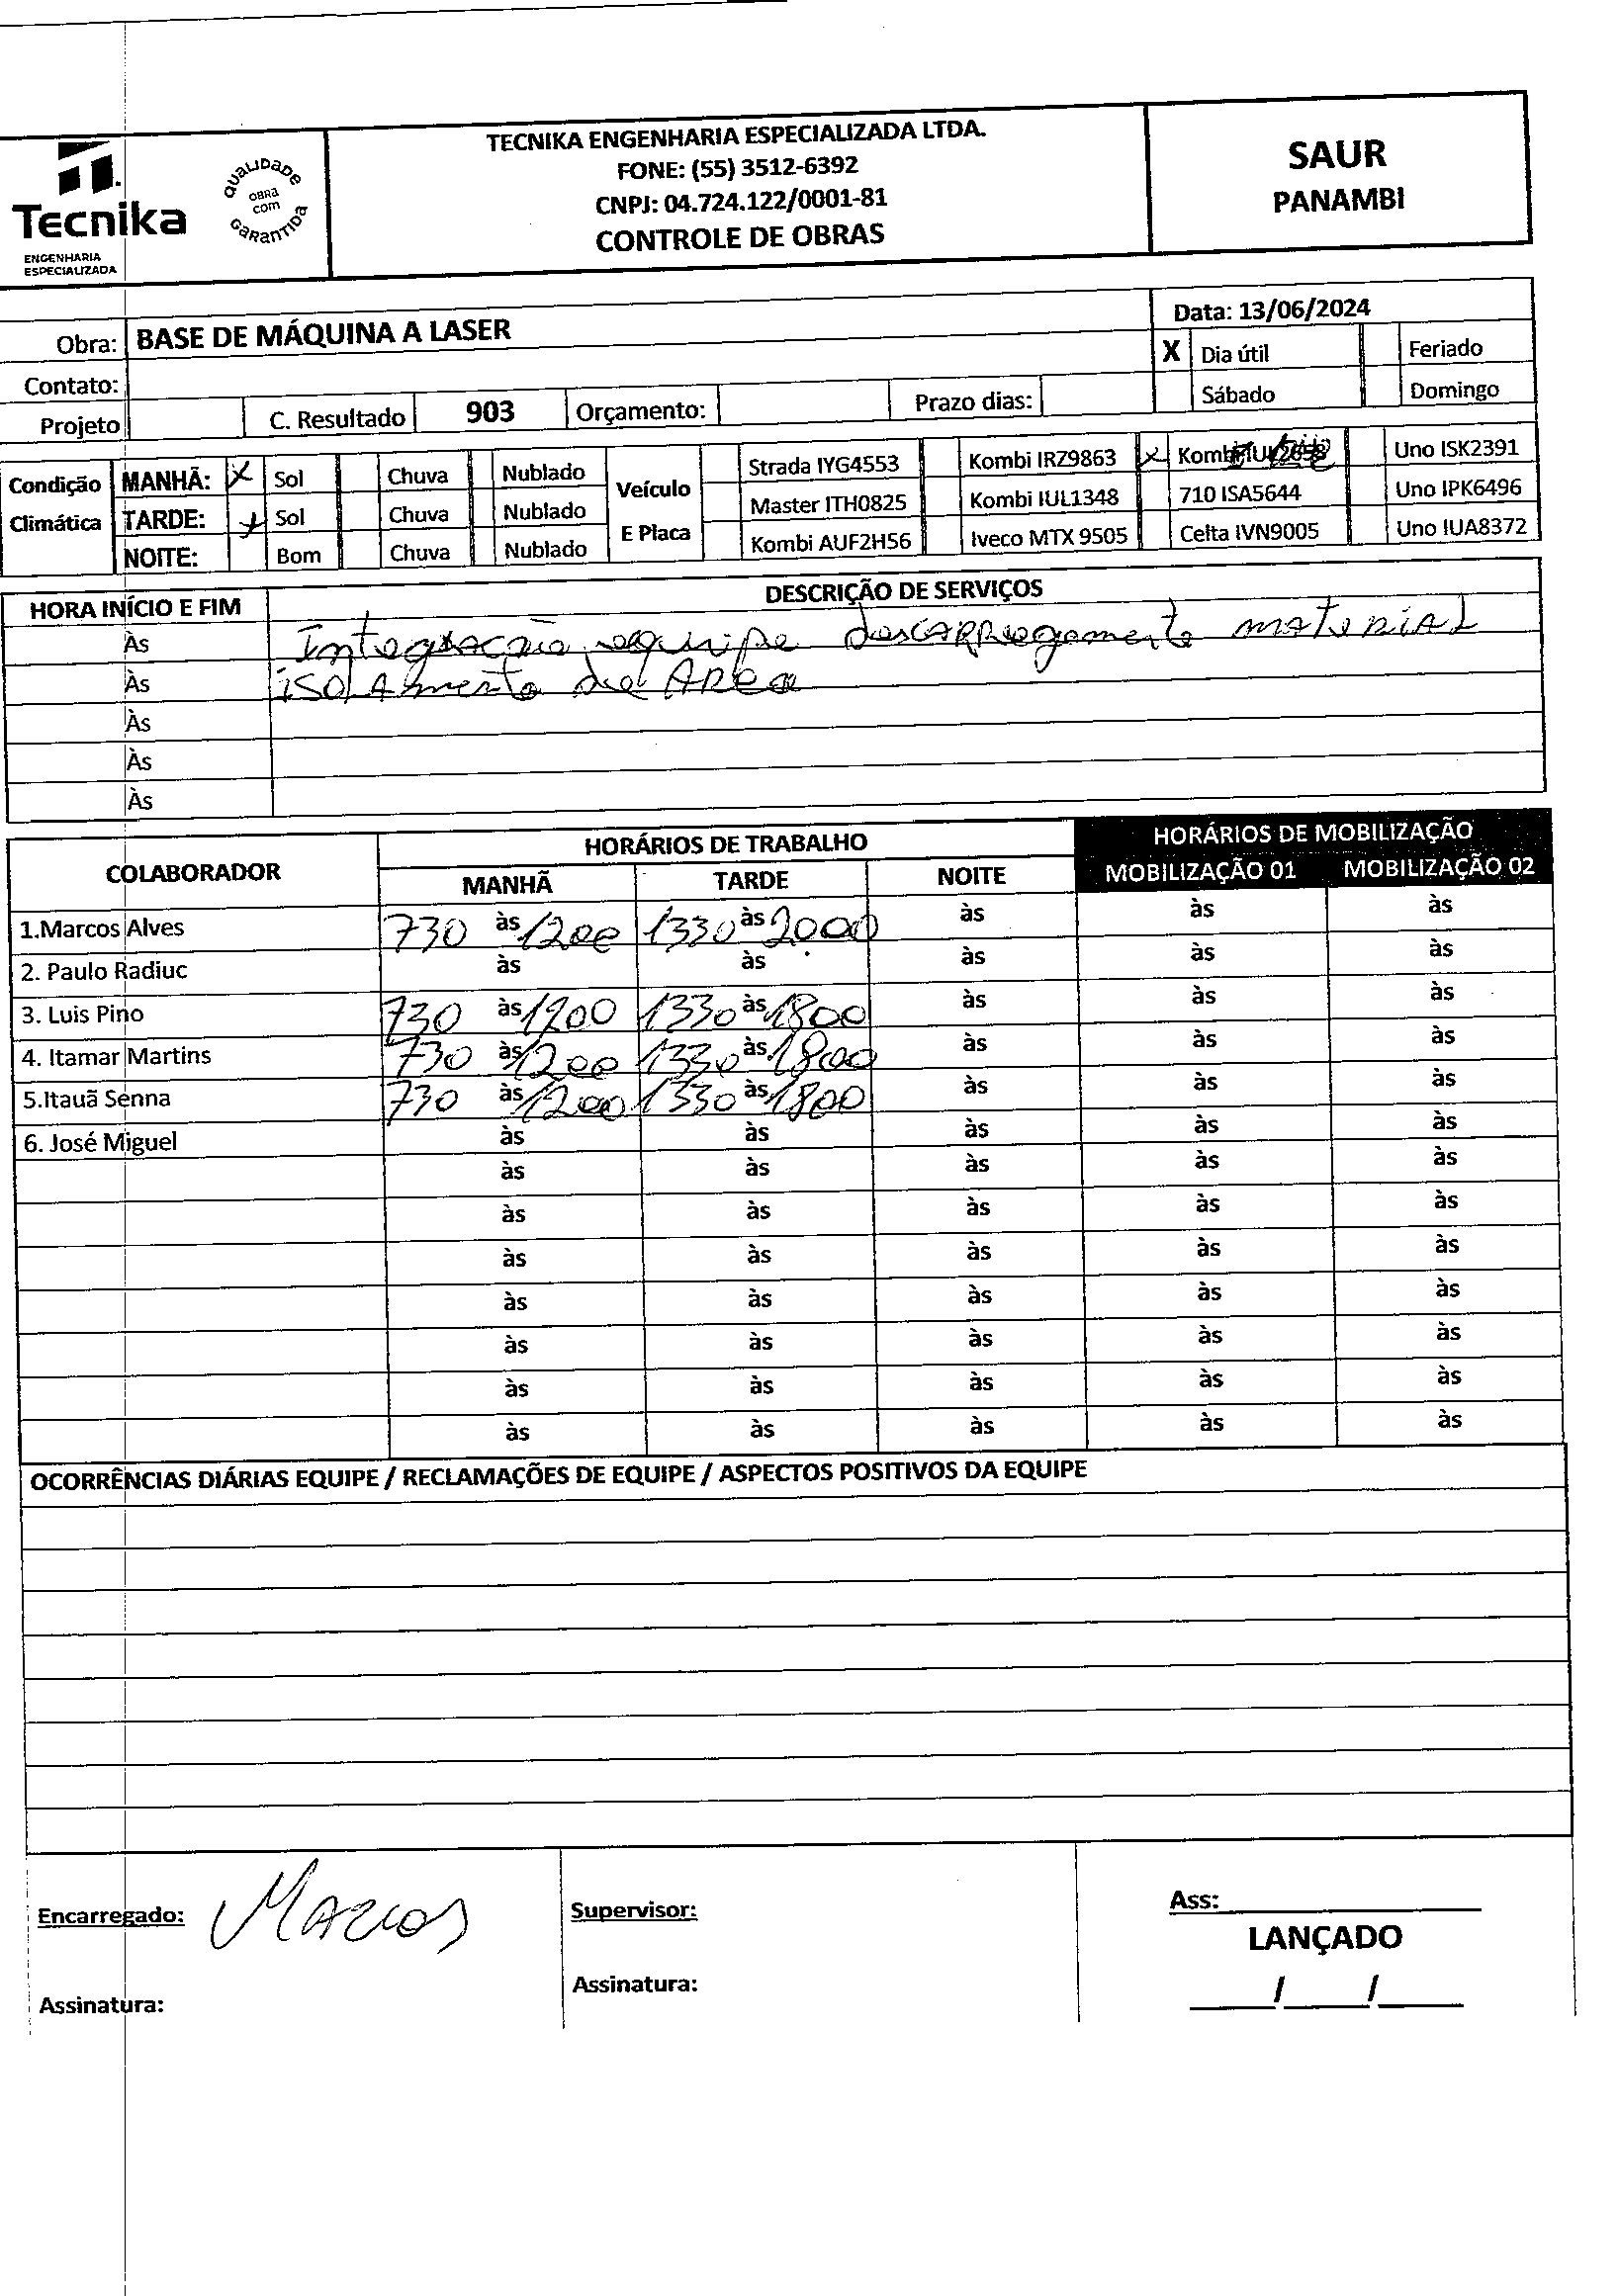 TECNIKA ENGENHARIA ESPECIALIZADA LTDA.
FONE: (55) 3512-6392
CNPJ: 04.724.122/0001-81
CONTROLE DE OBRAS
SAUR
PANAMBI
Tecnika
ENGENHARIA
ESPECIALIZADA
QUALIDADE
OBRA
COM
GARANTIDA
Obra: BASE DE MÁQUINA A LASER
Data: 13/06/2024
X Dia útil Feriado
Contato:
Sábado Domingo
Projeto C. Resultado 903 Orçamento: Prazo dias:
Condição Climática
MANHÃ: X Sol Chuva Nublado
TARDE: X Sol Chuva Nublado
NOITE: Bom Chuva Nublado
Veículo E Placa
Strada IYG4553 Kombi IRZ9863 X Kombi Uno ISK2391
Master ITH0825 Kombi IUL1348 710 ISA5644 Uno IPK6496
Kombi AUF2H56 Iveco MTX 9505 Celta IVN9005 Uno IUA8372
HORA INÍCIO E FIM DESCRIÇÃO DE SERVIÇOS
Às Integração equipe descarregamento material
Às isolamento de Area
Às
Às
Às
COLABORADOR HORÁRIOS DE TRABALHO HORÁRIOS DE MOBILIZAÇÃO
MANHÃ TARDE NOITE MOBILIZAÇÃO 01 MOBILIZAÇÃO 02
1.Marcos Alves 730 às 1200 1330 às 2000 às às às
2. Paulo Radiuc às às às às às
3. Luis Pino 730 às 1200 1330 às 1800 às às às
4. Itamar Martins 730 às 1200 1330 às 1800 às às às
5.Itauã Senna 730 às 1200 1330 às 1800 às às às
6. José Miguel às às às às às
às às às às às
às às às às às
às às às às às
às às às às às
às às às às às
às às às às às
às às às às às
OCORRÊNCIAS DIÁRIAS EQUIPE / RECLAMAÇÕES DE EQUIPE / ASPECTOS POSITIVOS DA EQUIPE
Encarregado: Marcos
Supervisor:
Ass:
LANÇADO
Assinatura:
Assinatura:
/ /